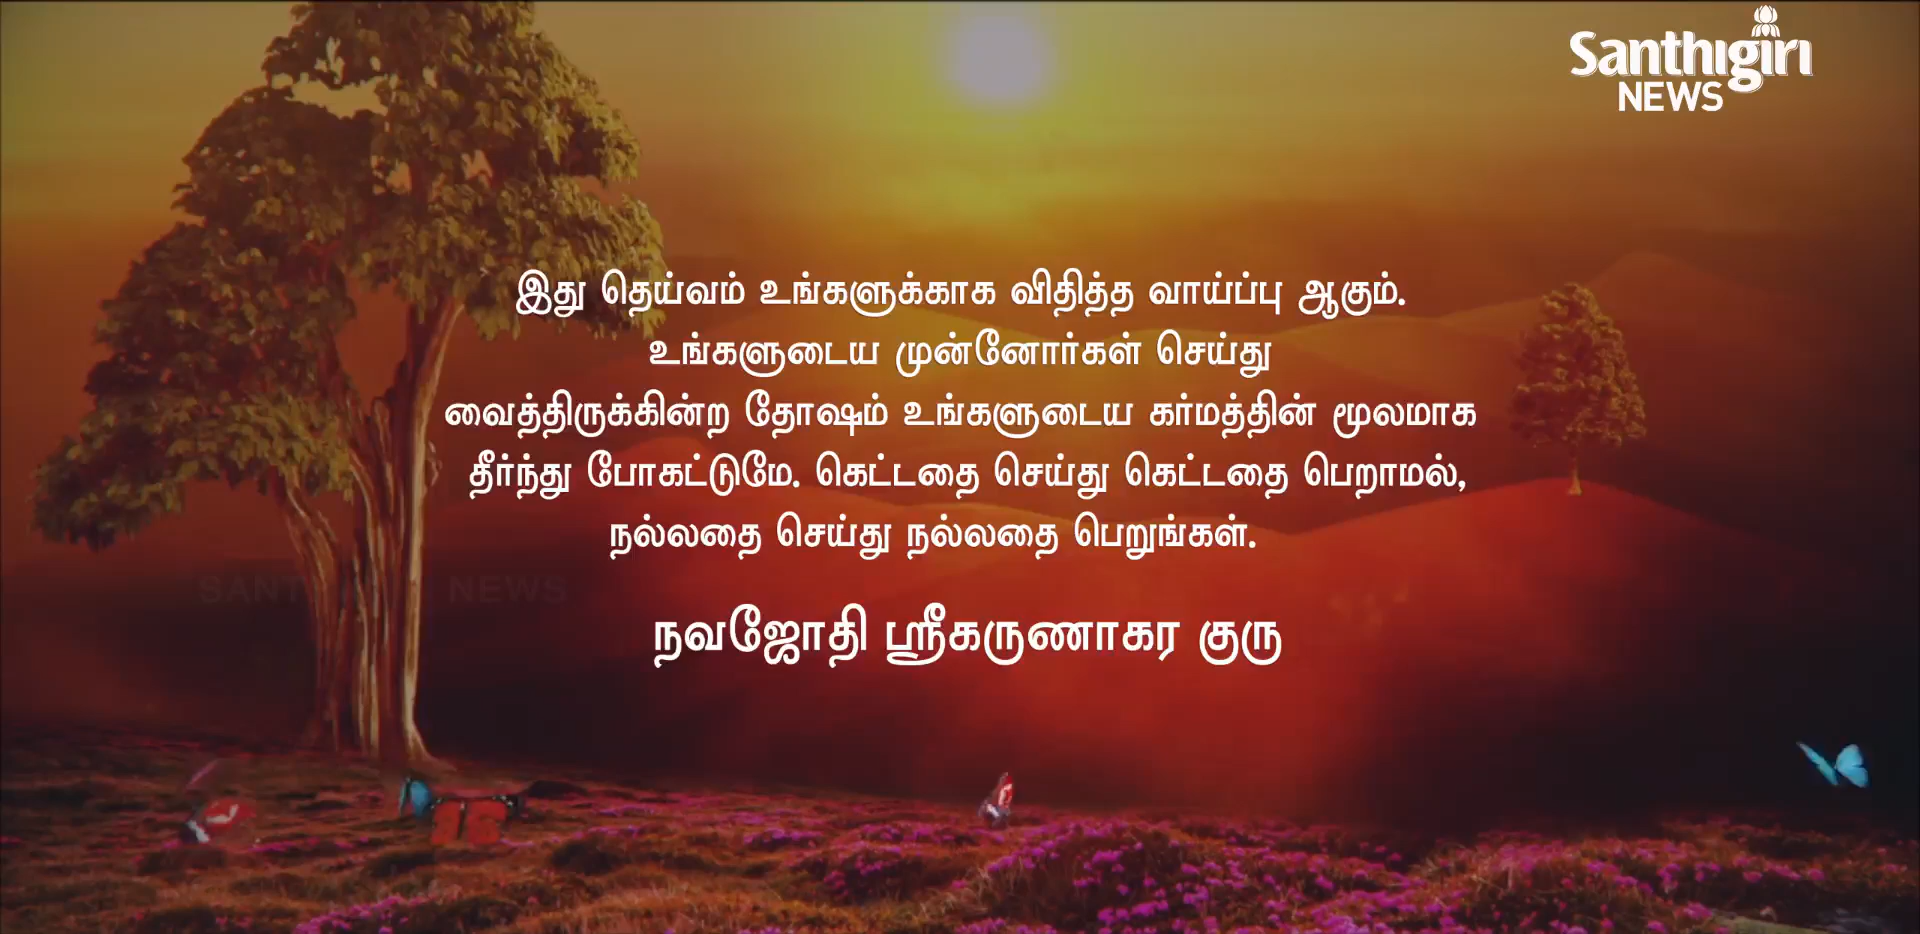 Santhigiri
NEWS
இது தெய்வம் உங்களுக்காக விதித்த வாய்ப்பு ஆகும்.
உங்களுடைய முன்னோர்கள் செய்து
வைத்திருக்கின்ற தோஷம் உங்களுடைய கர்மத்தின் மூலமாக
தீர்ந்து போகட்டுமே. கெட்டதை செய்து கெட்டதை பெறாமல்,
நல்லதை செய்து நல்லதை பெறுங்கள்.
நவஜோதி ஸ்ரீகருணாகர குரு